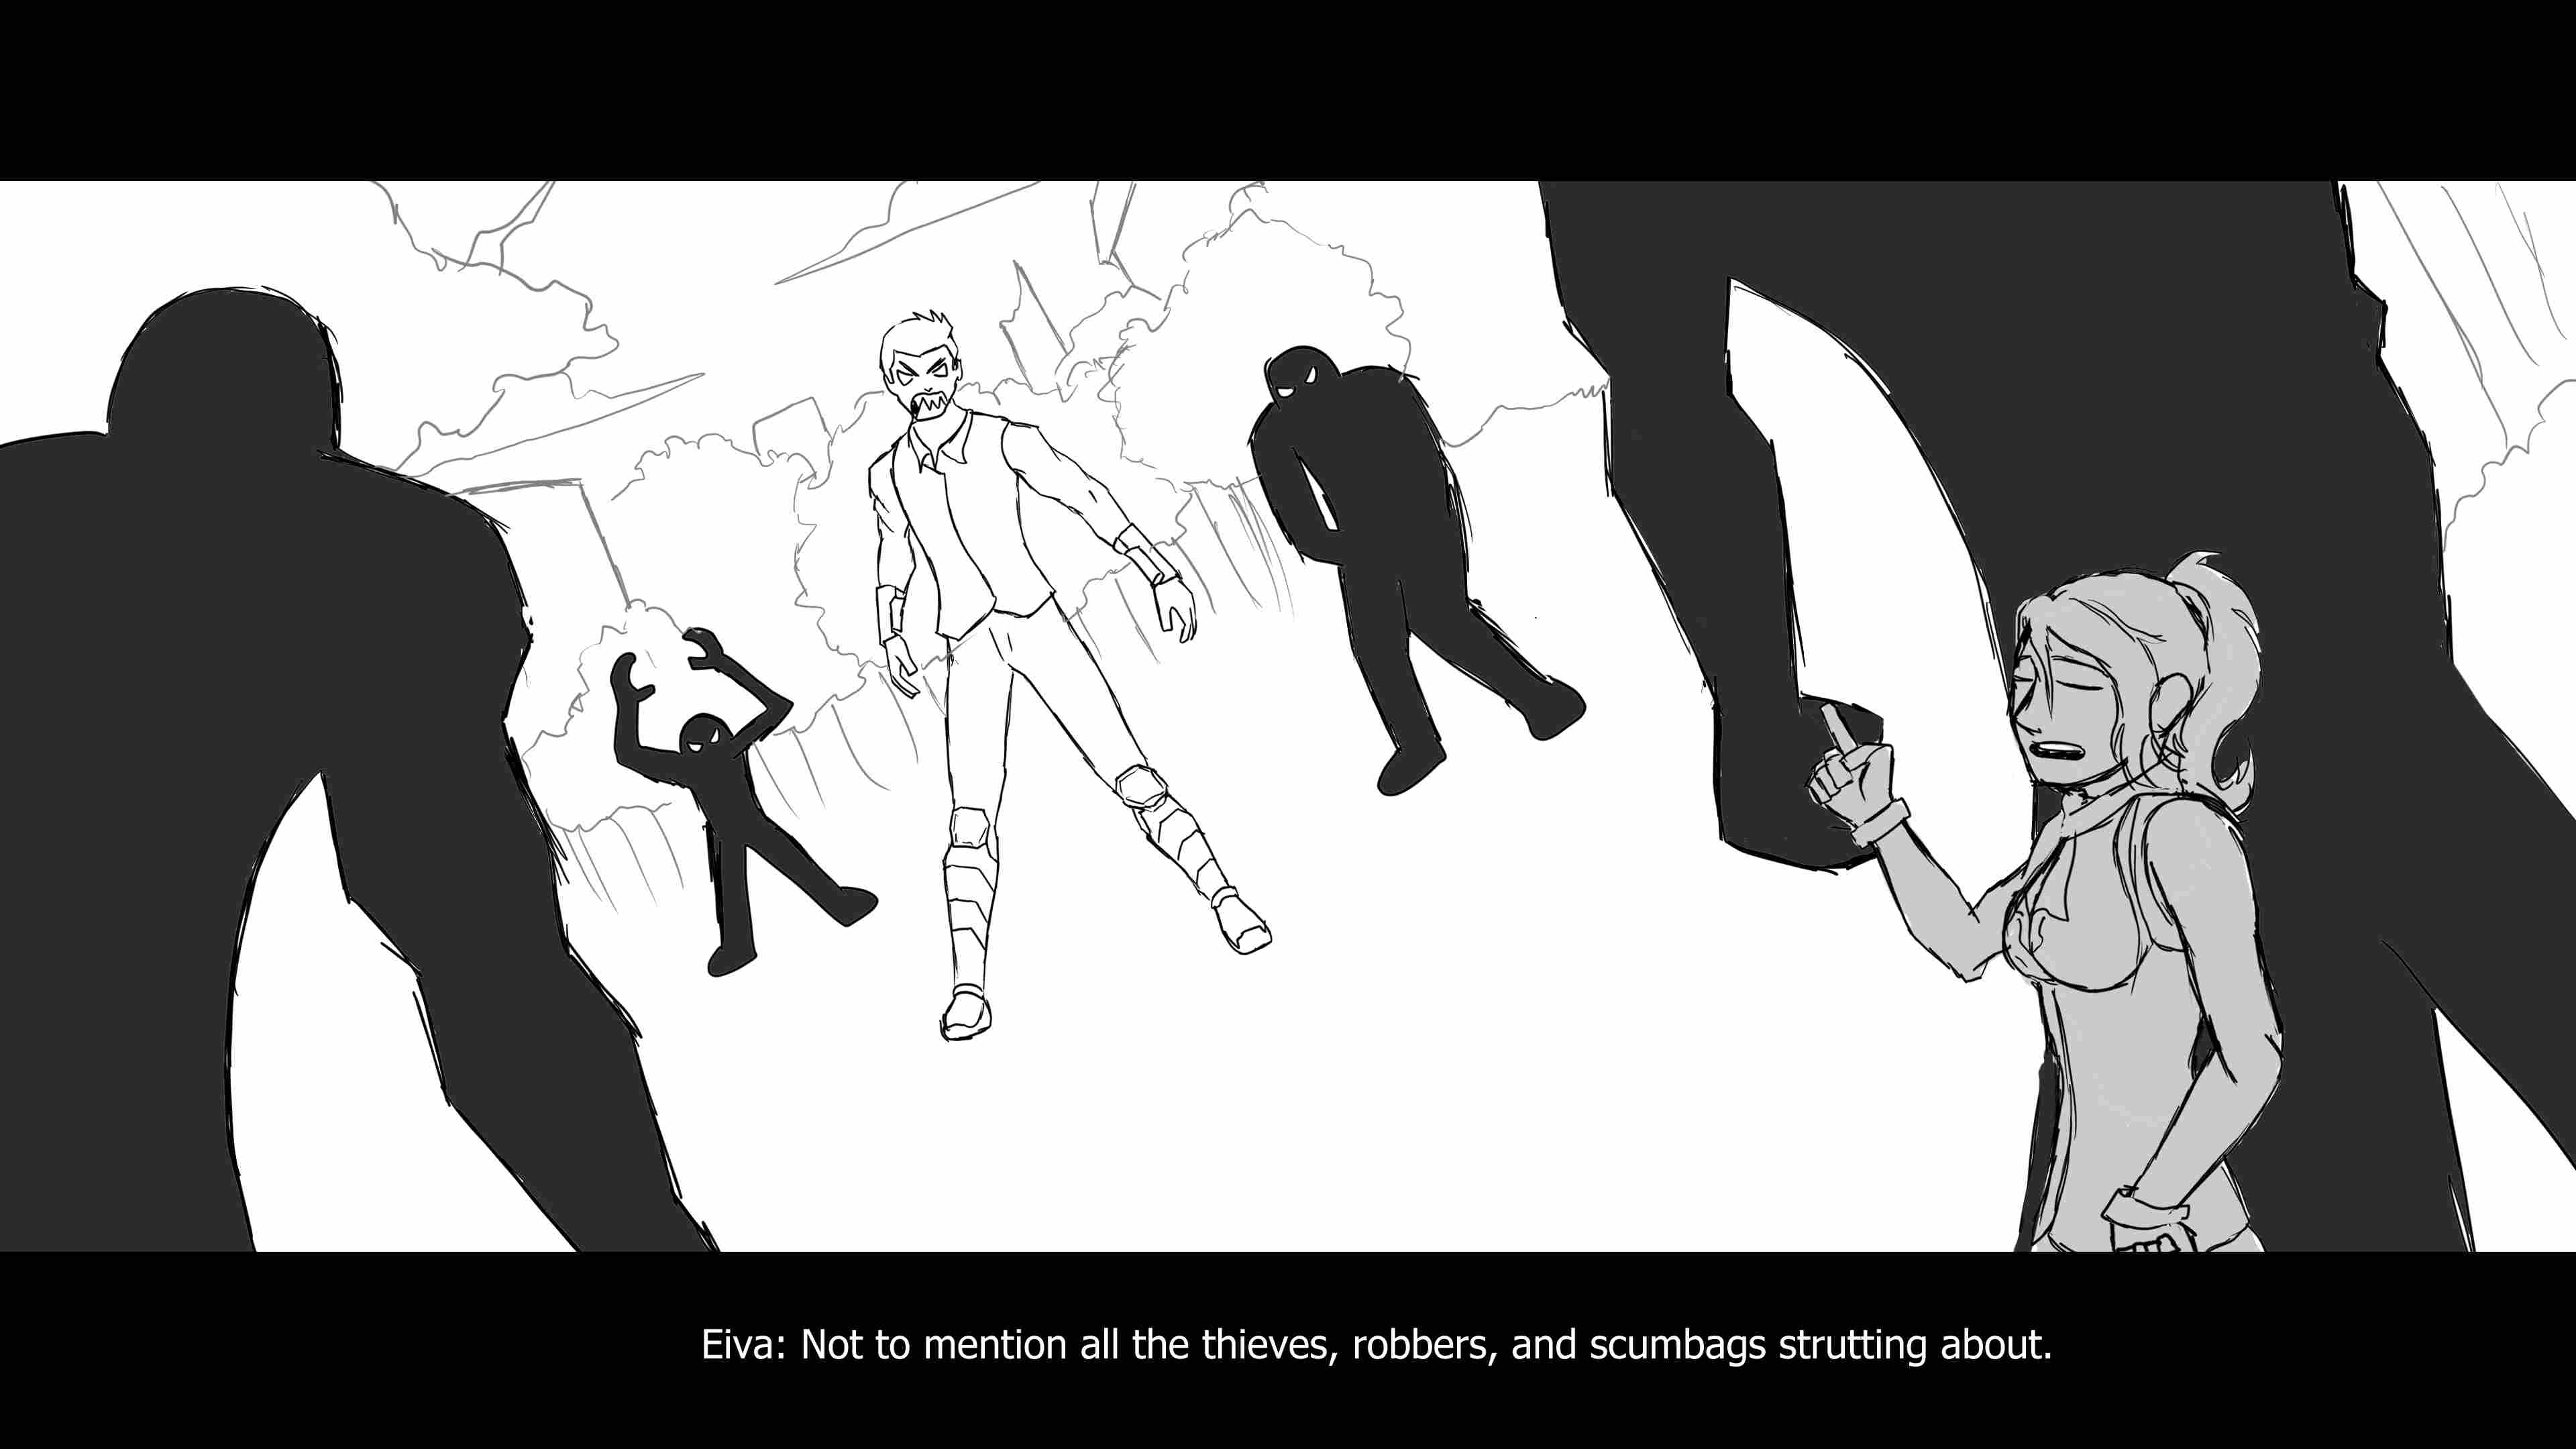 Eiva: Not to mention all the thieves, robbers, and scumbags strutting about.